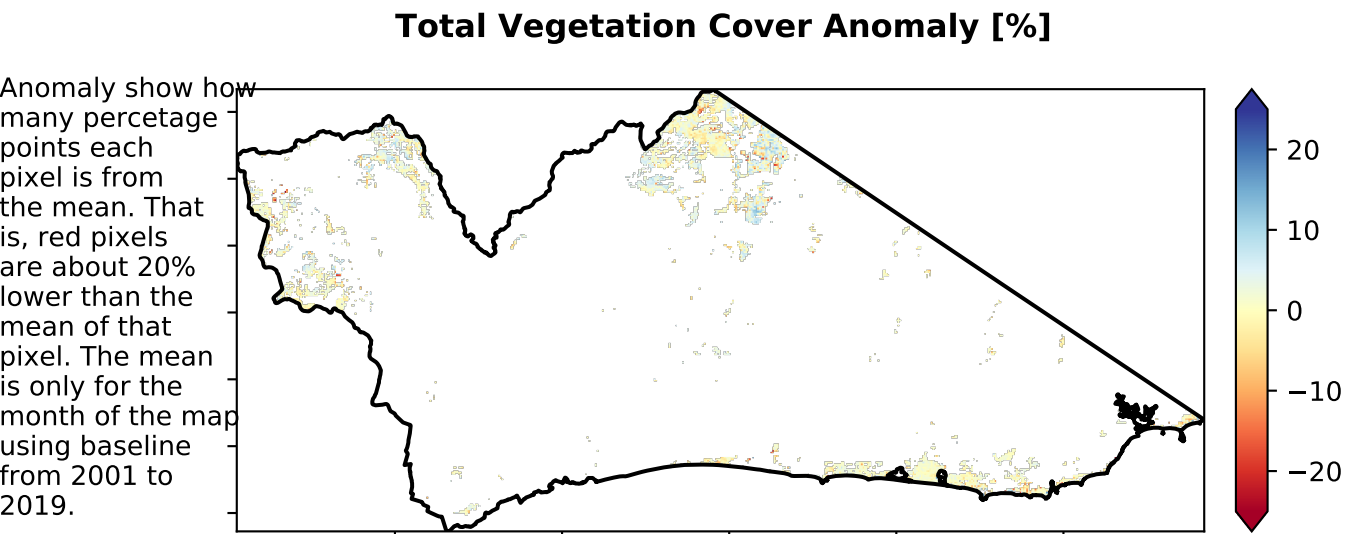 Total Vegetation Cover Anomaly [%]
Anomaly show how
many percetage
points each
pixel is from
the mean. That
is, red pixels
are about 20%
lower than the
mean of that
pixel. The mean
is only for the
month of the map
using baseline
from 2001 to
2019.
20
10
0
−10
−20